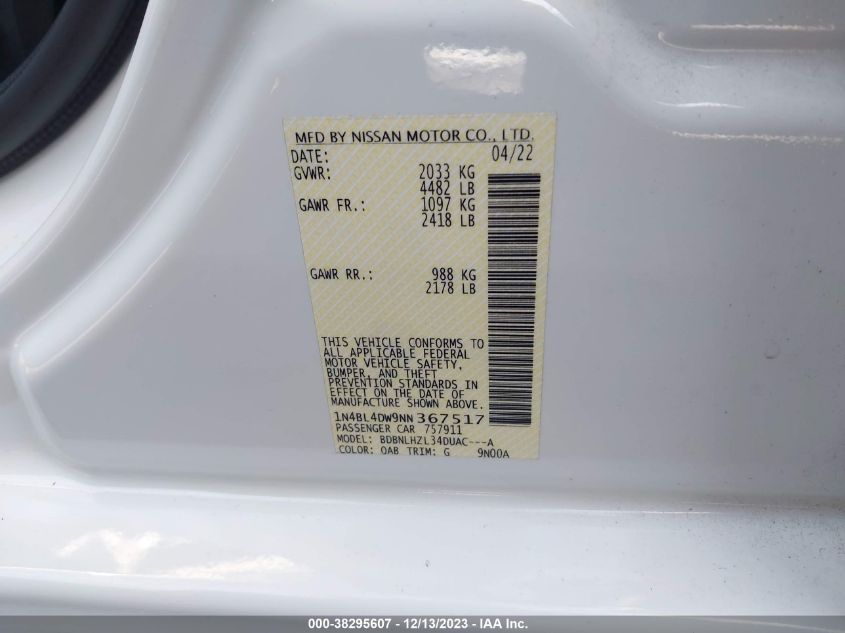 MFD BY NISSAN MOTOR CO., LTD.
DATE: 04/22
GVWR: 2033 KG
4482 LB
GAWR FR.: 1097 KG
2418 LB
GAWR RR.: 988 KG
2178 LB
THIS VEHICLE CONFORMS TO
ALL APPLICABLE FEDERAL
MOTOR VEHICLE SAFETY,
BUMPER, AND THEFT
PREVENTION STANDARDS IN
EFFECT ON THE DATE OF
MANUFACTURE SHOWN ABOVE.
1N4BL4DW9NN367517
PASSENGER CAR 757911
MODEL: BDBNLHZL34DUAC---A
COLOR: QAB TRIM: G 9N00A
000-38295607 - 12/13/2023 - IAA Inc.